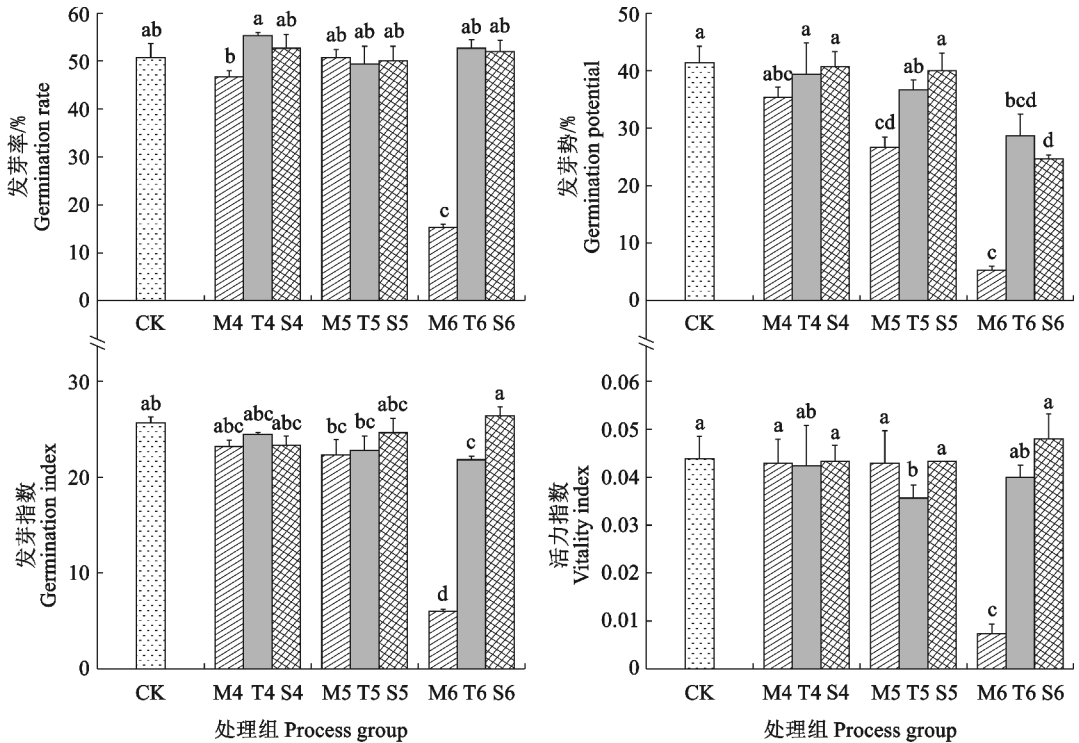 发芽率/%
Germination rate
60
50
40
30
20
10
0
ab
b
a
ab
ab
ab
ab
c
ab
ab
CK
M4 T4 S4
M5 T5 S5
M6 T6 S6
发芽势/%
Germination potential
50
40
30
20
10
0
a
abc
a
a
cd
ab
a
c
bcd
d
CK
M4 T4 S4
M5 T5 S5
M6 T6 S6
发芽指数
Germination index
30
20
10
0
ab
abc
abc
abc
bc
bc
abc
d
c
a
CK
M4 T4 S4
M5 T5 S5
M6 T6 S6
处理组 Process group
活力指数
Vitality index
0.06
0.05
0.04
0.03
0.02
0.01
0
a
a
ab
a
a
b
a
c
ab
a
CK
M4 T4 S4
M5 T5 S5
M6 T6 S6
处理组 Process group